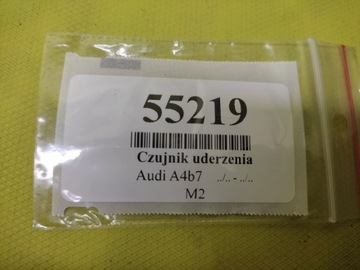 55219
Czujnik uderzenia
Audi A4b7 ../.. - ../..
M2